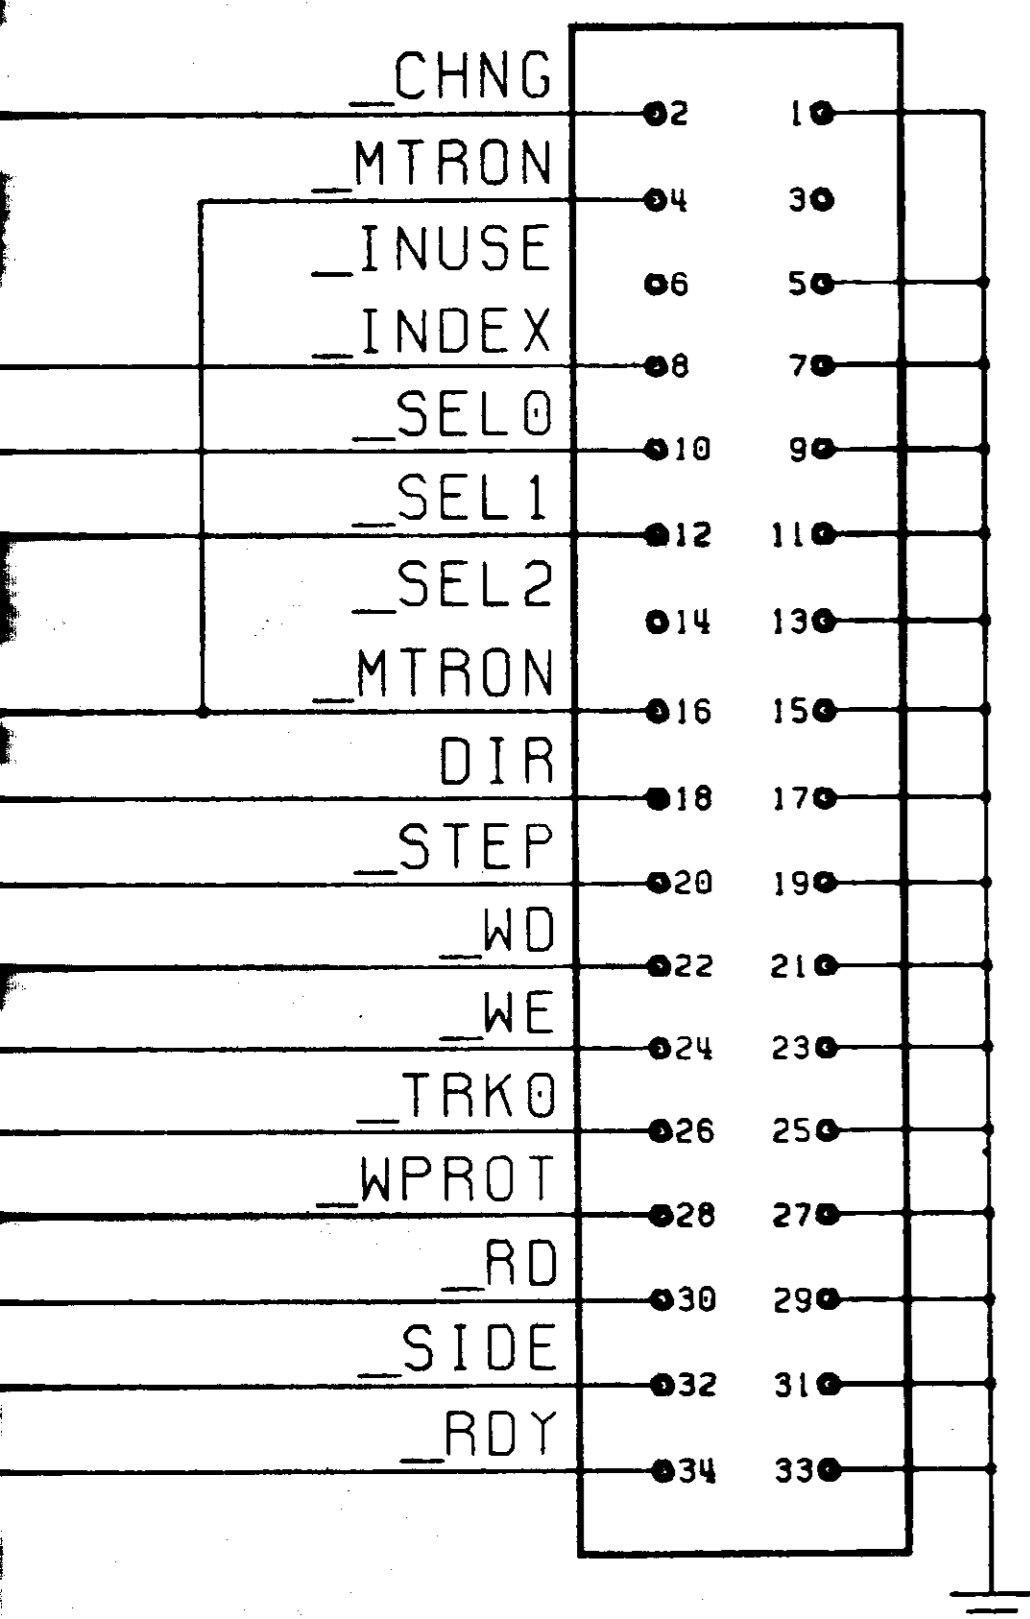 _CHNG
2 1
_MTRON
4 3
_INUSE
6 5
_INDEX
8 7
_SEL0
10 9
_SEL1
12 11
_SEL2
14 13
_MTRON
16 15
DIR
18 17
_STEP
20 19
_WD
22 21
_WE
24 23
_TRK0
26 25
_WPROT
28 27
_RD
30 29
_SIDE
32 31
_RDY
34 33